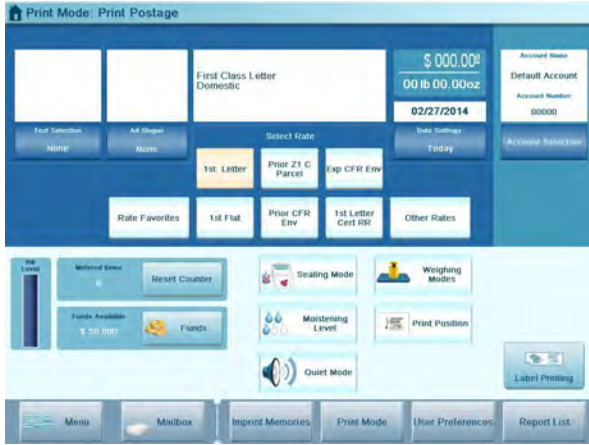 Print Mode: Print Postage
First Class Letter
Domestic
$ 000.00⁰
00 lb 00.00oz
02/27/2014
Account Name
Default Account
Account Number
00000
Text Selection
None
Ad Slogan
None
Select Rate
Date Settings
Today
Account Selection
1st Letter
Prior Z1 C
Parcel
Exp CFR Env
Rate Favorites
1st Flat
Prior CFR
Env
1st Letter
Cert RR
Other Rates
Ink
Level
Metered Items
0
Reset Counter
Funds Available
Funds
Sealing Mode
Weighing
Modes
Moistening
Level
Print Position
Quiet Mode
Label Printing
Menu
Mailbox
Imprint Memories
Print Mode
User Preferences
Report List